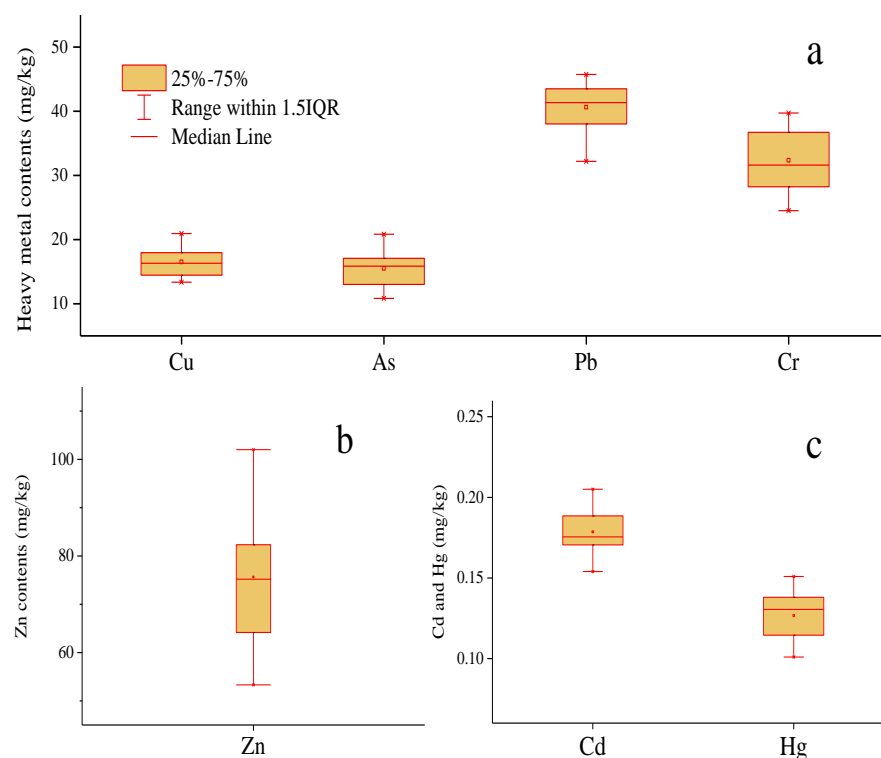 a
50
40
30
20
10
Heavy metal contents (mg/kg)
25%-75%
Range within 1.5IQR
Median Line
Cu As Pb Cr
b
100
80
60
Zn contents (mg/kg)
Zn
c
0.25
0.20
0.15
0.10
Cd and Hg (mg/kg)
Cd Hg